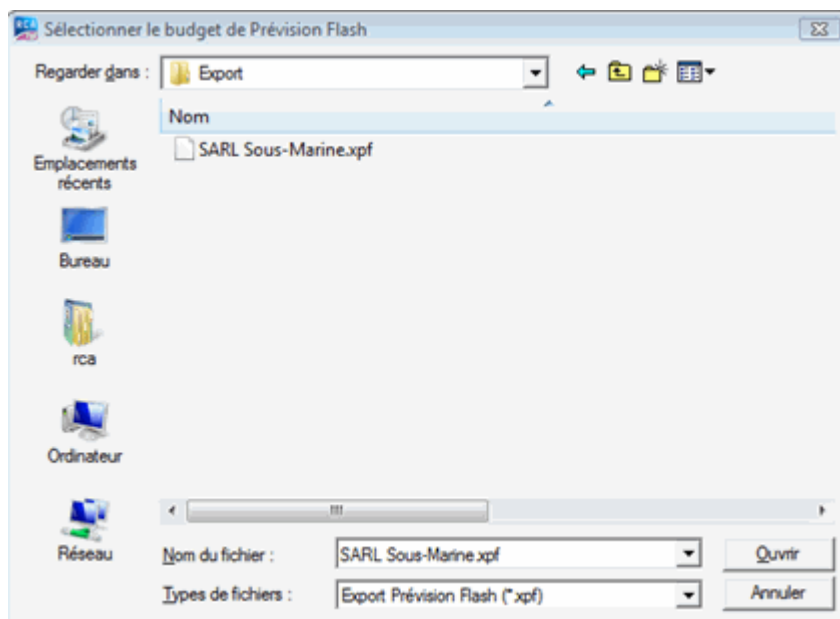 Sélectionner le budget de Prévision Flash
Regarder dans : Export
Nom
SARL Sous-Marine.xpf
Emplacements
récents
Bureau
rca
Ordinateur
Réseau
Nom du fichier : SARL Sous-Marine.xpf Ouvrir
Types de fichiers : Export Prévision Flash (*.xpf) Annuler